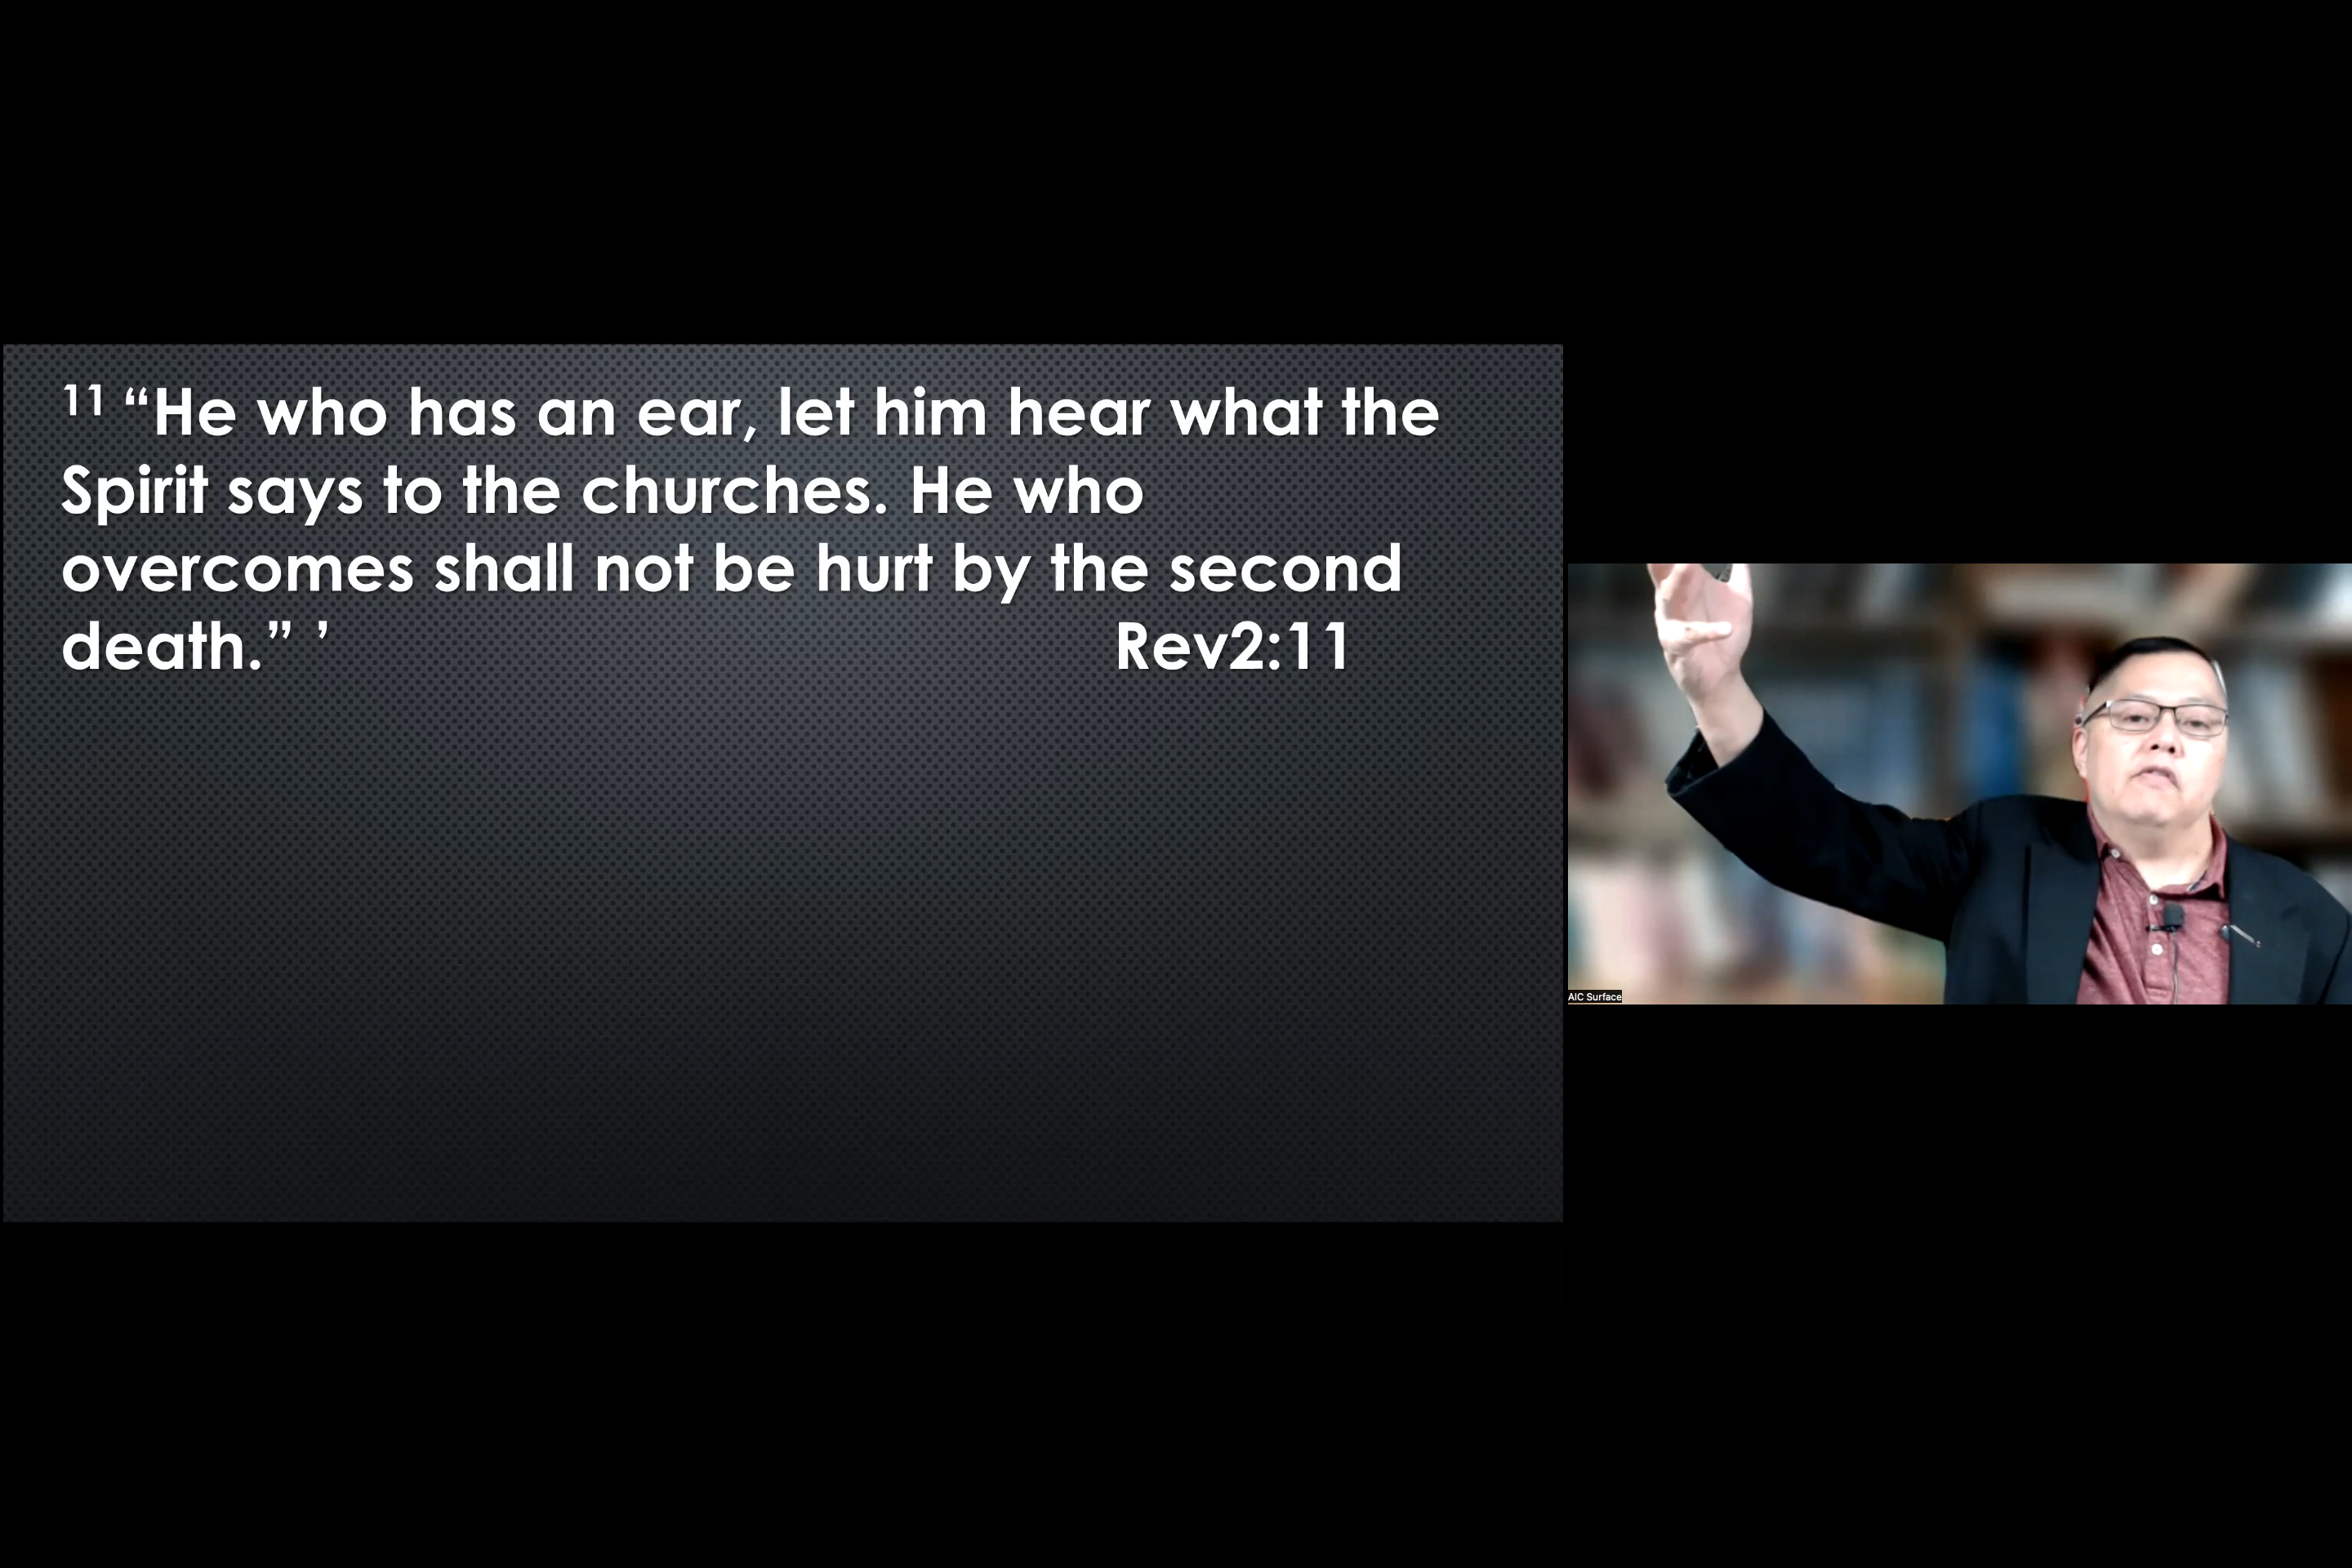 11 “He who has an ear, let him hear what the
Spirit says to the churches. He who
overcomes shall not be hurt by the second
death.” ’ Rev2:11
AIC Surface